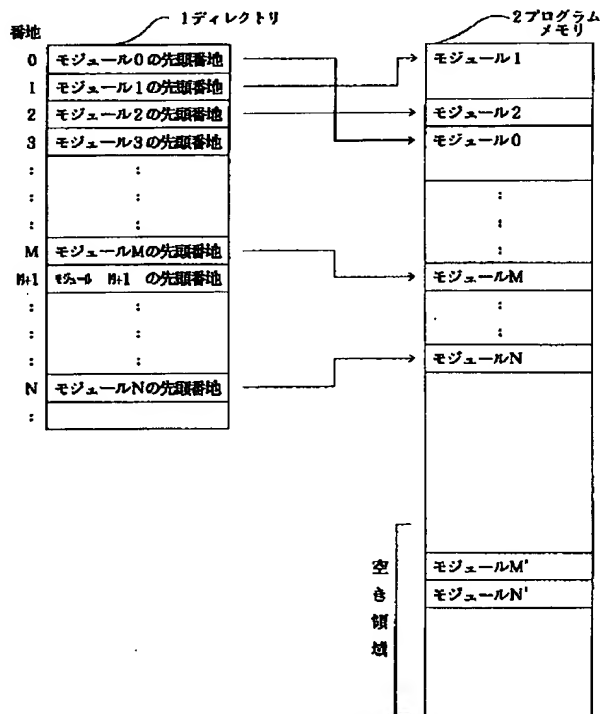 番地
1ディレクトリ
0 モジュール0の先頭番地
1 モジュール1の先頭番地
2 モジュール2の先頭番地
3 モジュール3の先頭番地
: :
: :
: :
M モジュールMの先頭番地
M+1 モジュール M+1 の先頭番地
: :
: :
: :
N モジュールNの先頭番地
:
2プログラム
メモリ
モジュール1
モジュール2
モジュール0
:
:
:
モジュールM
:
:
モジュールN
空き領域
モジュールM'
モジュールN'